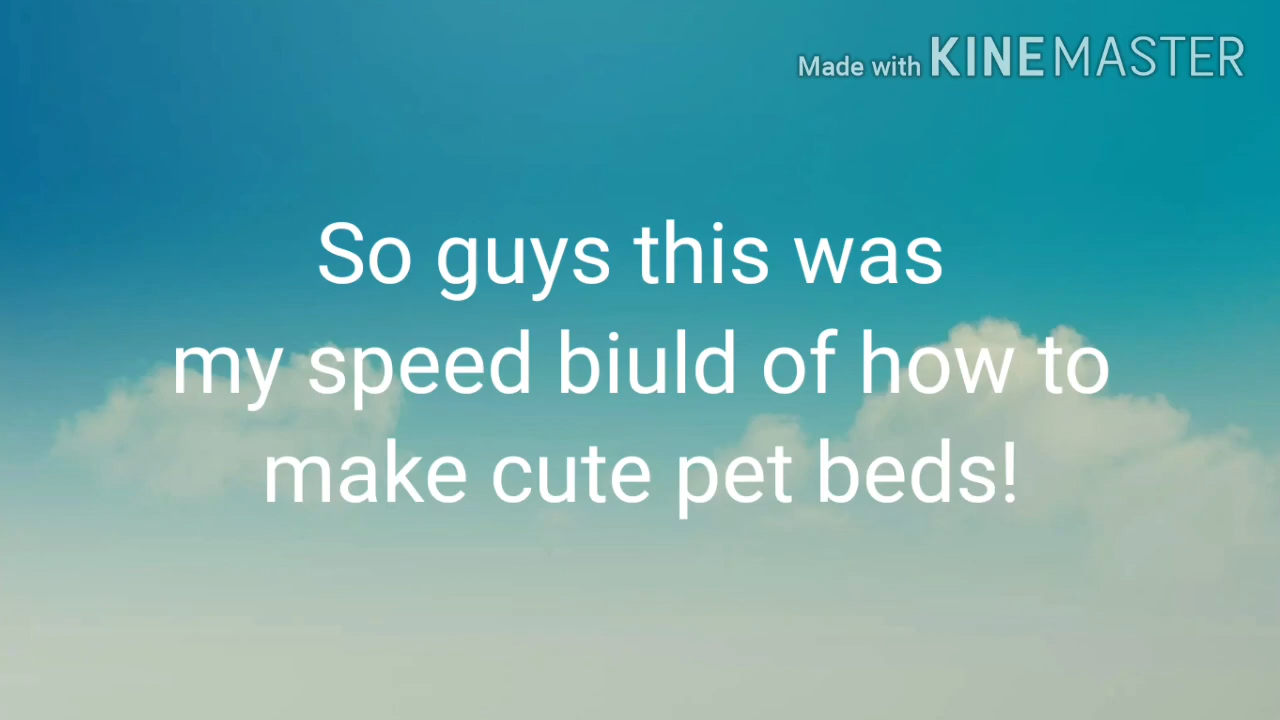 Made with KINEMASTER
So guys this was
my speed biuld of how to
make cute pet beds!